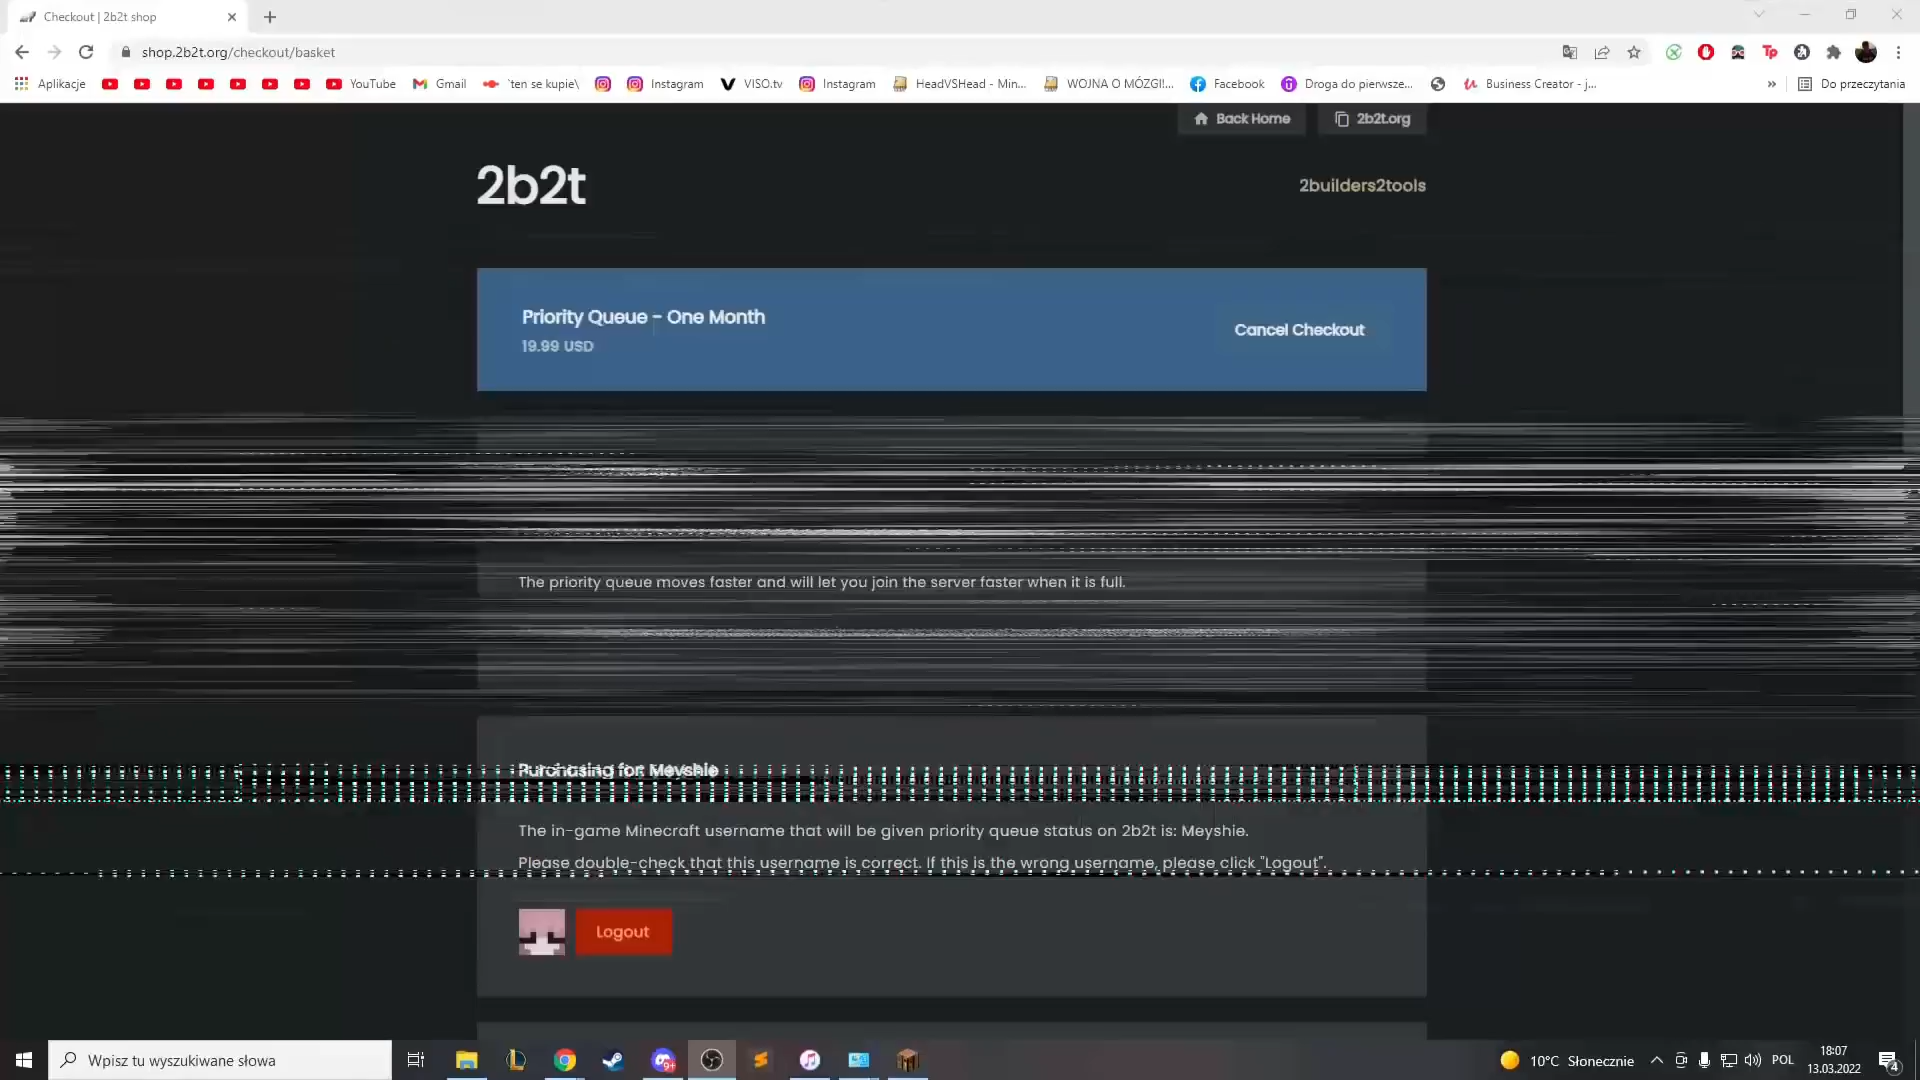 Checkout | 2b2t shop
shop.2b2t.org/checkout/basket
Aplikacje
YouTube
Gmail
`ten se kupie\
Instagram
VISO.tv
Instagram
HeadVSHead - Min...
WOJNA O MÓZG!!...
Facebook
Droga do pierwsze...
Business Creator - j...
»
Do przeczytania
Back Home
2b2t.org
2b2t
2builders2tools
Priority Queue - One Month
19.99 USD
Cancel Checkout
The priority queue moves faster and will let you join the server faster when it is full.
Purchasing for: Meyshie
The in-game Minecraft username that will be given priority queue status on 2b2t is: Meyshie.
Please double-check that this username is correct. If this is the wrong username, please click "Logout".
Logout
Wpisz tu wyszukiwane słowa
9+
10°C Słonecznie
POL
18:07
13.03.2022
4